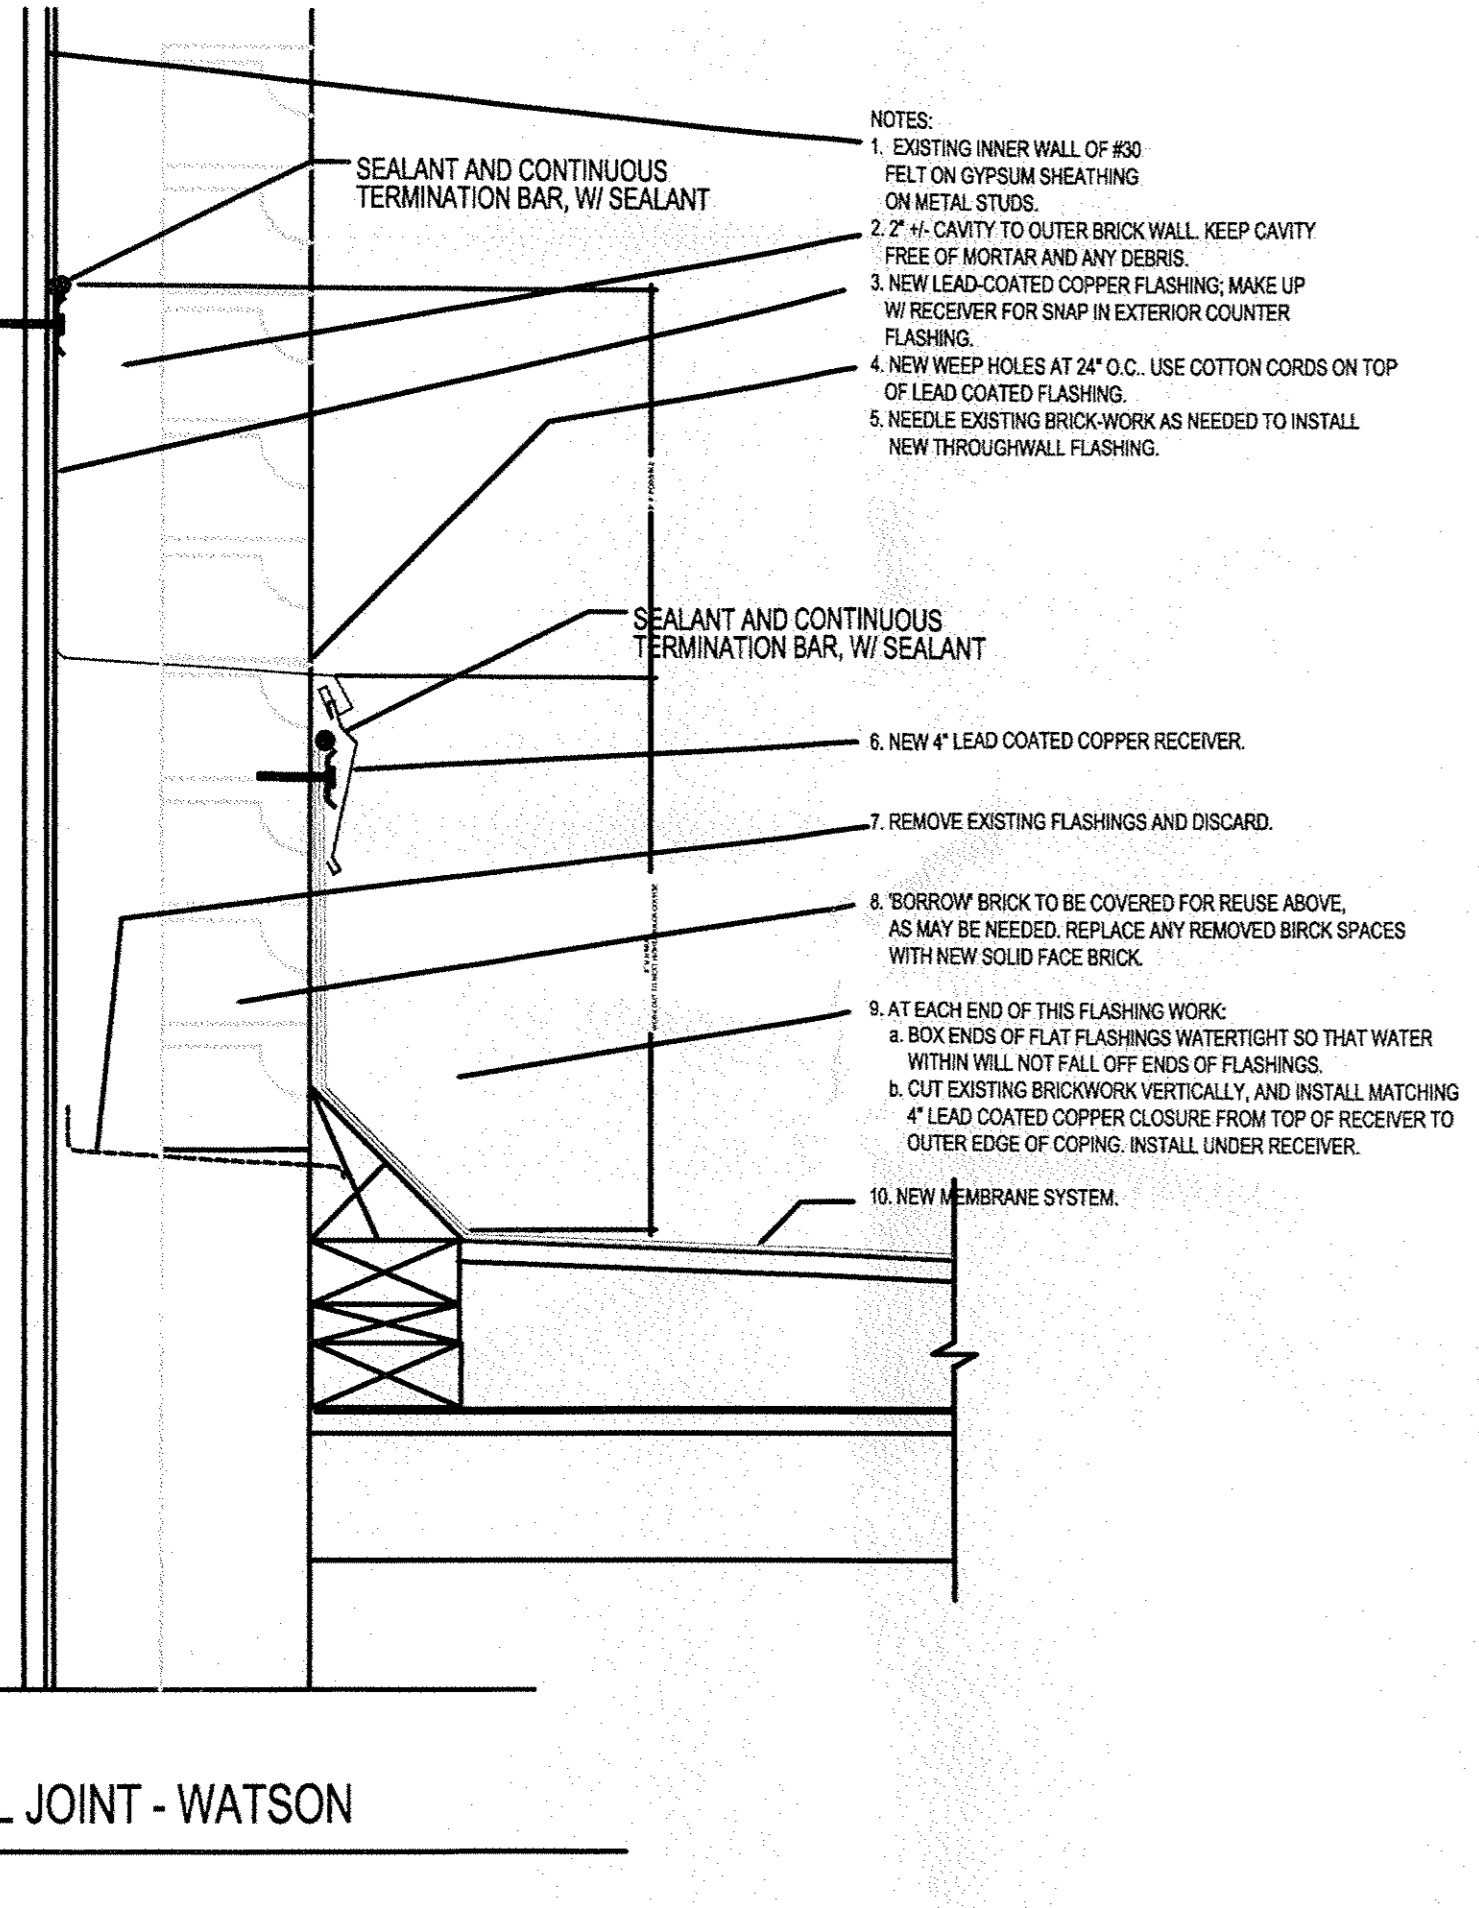 NOTES:
1. EXISTING INNER WALL OF #30
FELT ON GYPSUM SHEATHING
ON METAL STUDS.
2. 2" +/- CAVITY TO OUTER BRICK WALL. KEEP CAVITY
FREE OF MORTAR AND ANY DEBRIS.
3. NEW LEAD-COATED COPPER FLASHING; MAKE UP
W/ RECEIVER FOR SNAP IN EXTERIOR COUNTER
FLASHING.
4. NEW WEEP HOLES AT 24" O.C.. USE COTTON CORDS ON TOP
OF LEAD COATED FLASHING.
5. NEEDLE EXISTING BRICK-WORK AS NEEDED TO INSTALL
NEW THROUGHWALL FLASHING.
SEALANT AND CONTINUOUS
TERMINATION BAR, W/ SEALANT
SEALANT AND CONTINUOUS
TERMINATION BAR, W/ SEALANT
6. NEW 4" LEAD COATED COPPER RECEIVER.
7. REMOVE EXISTING FLASHINGS AND DISCARD.
8. 'BORROW' BRICK TO BE COVERED FOR REUSE ABOVE,
AS MAY BE NEEDED. REPLACE ANY REMOVED BIRCK SPACES
WITH NEW SOLID FACE BRICK.
9. AT EACH END OF THIS FLASHING WORK:
a. BOX ENDS OF FLAT FLASHINGS WATERTIGHT SO THAT WATER
WITHIN WILL NOT FALL OFF ENDS OF FLASHINGS.
b. CUT EXISTING BRICKWORK VERTICALLY, AND INSTALL MATCHING
4" LEAD COATED COPPER CLOSURE FROM TOP OF RECEIVER TO
OUTER EDGE OF COPING. INSTALL UNDER RECEIVER.
10. NEW MEMBRANE SYSTEM.
L JOINT - WATSON